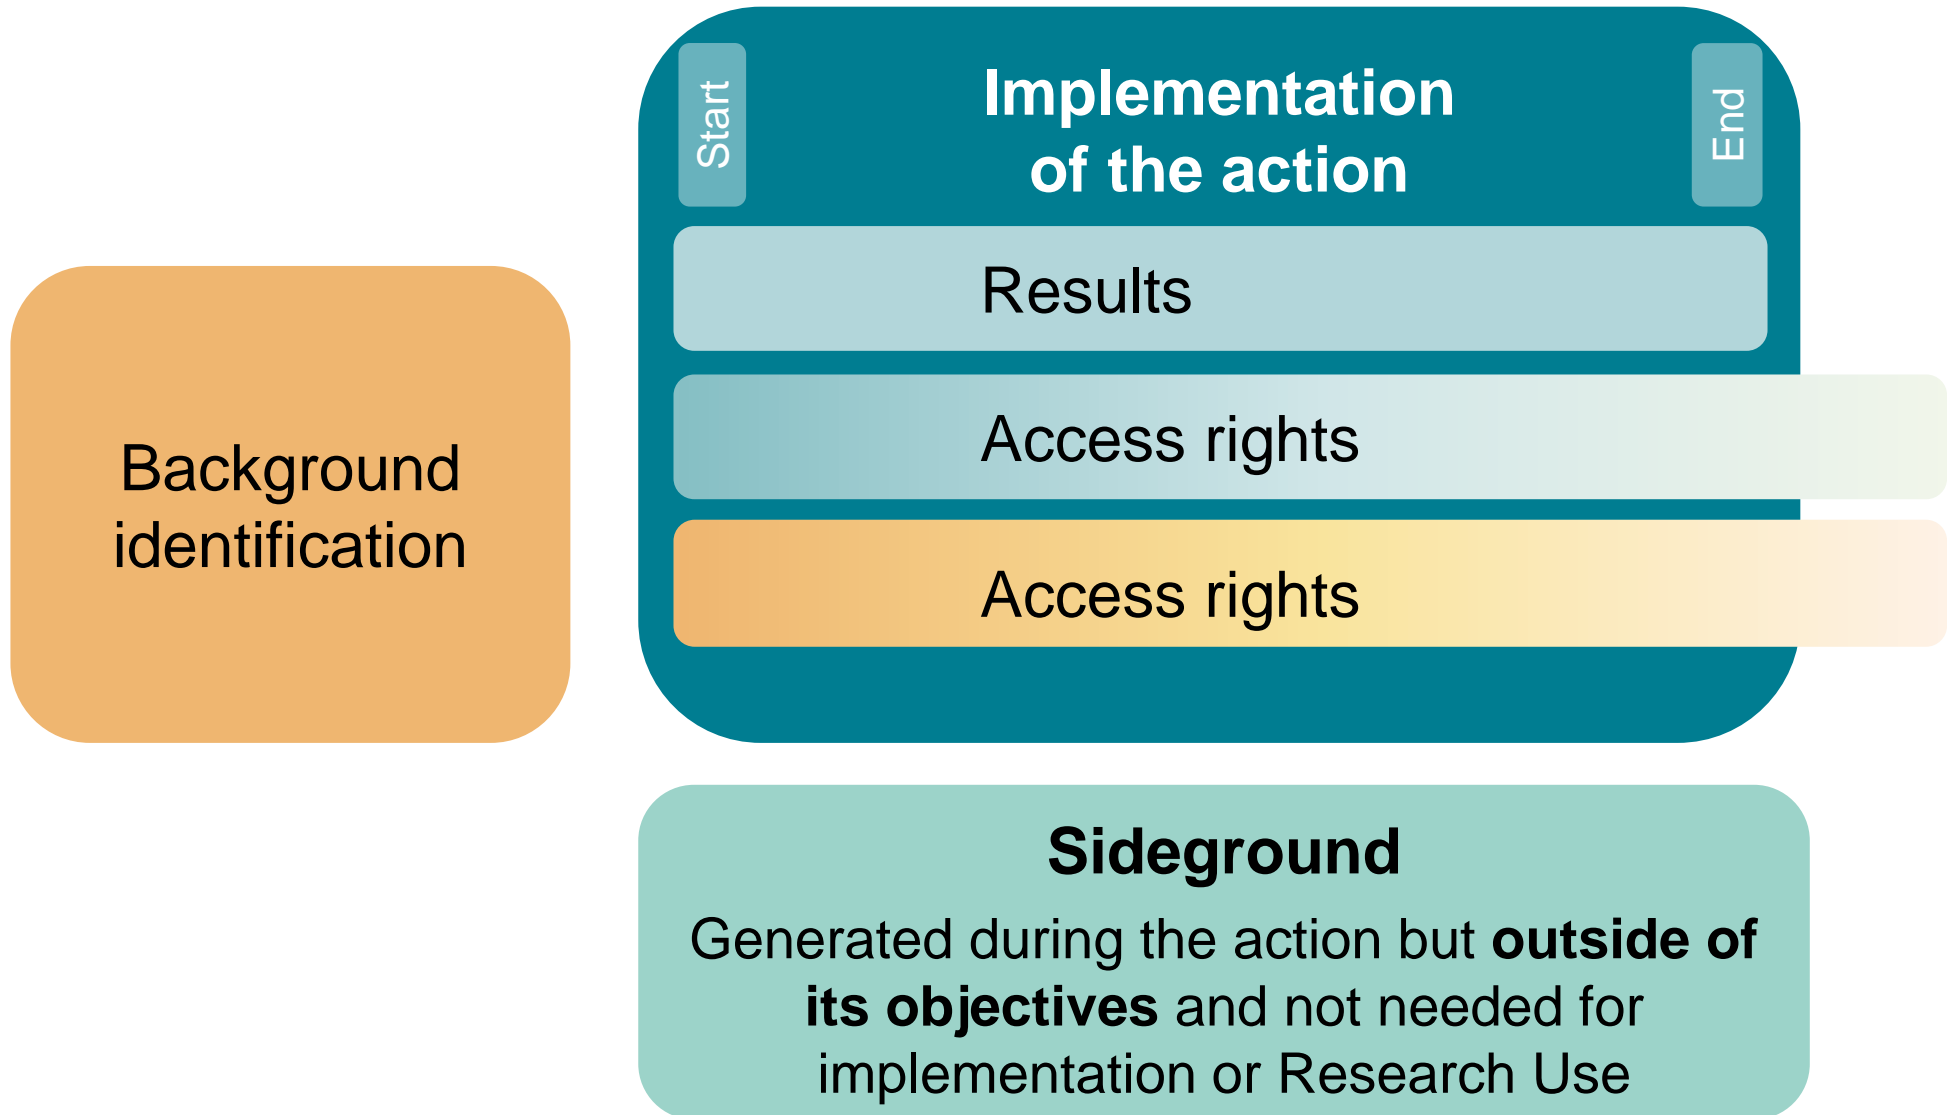 Start
Implementation
of the action
End
Results
Access rights
Access rights
Background
identification
Sideground
Generated during the action but outside of
its objectives and not needed for
implementation or Research Use